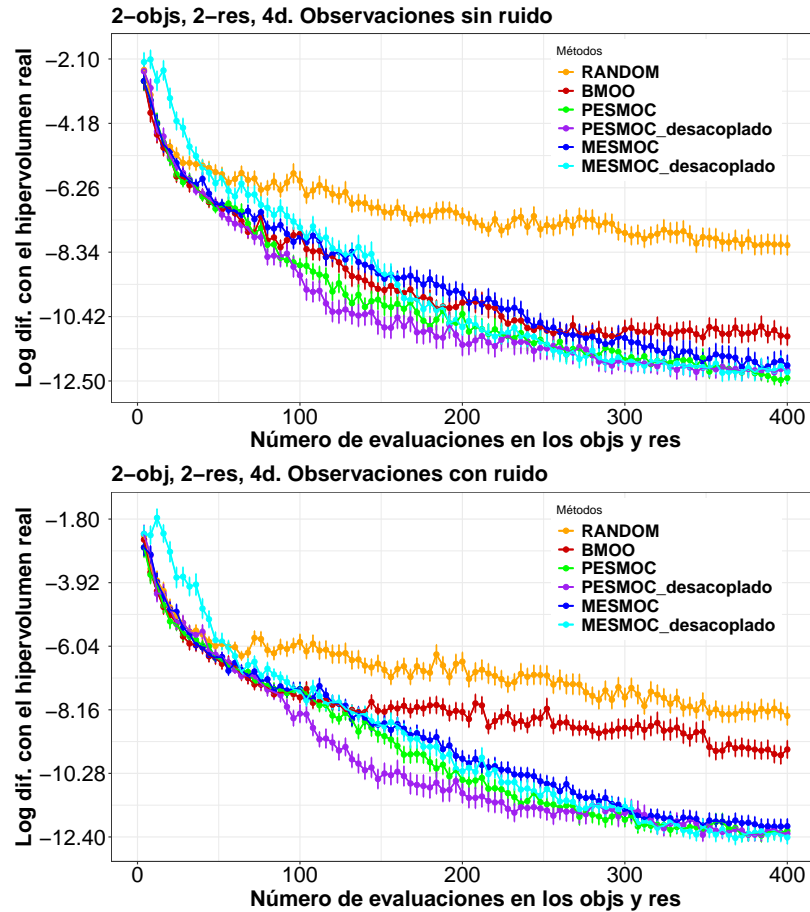 2−objs, 2−res, 4d. Observaciones sin ruido
Log dif. con el hipervolumen real
−2.10
−4.18
−6.26
−8.34
−10.42
−12.50
Métodos
RANDOM
BMOO
PESMOC
PESMOC_desacoplado
MESMOC
MESMOC_desacoplado
0
100
200
300
400
Número de evaluaciones en los objs y res
2−obj, 2−res, 4d. Observaciones con ruido
Log dif. con el hipervolumen real
−1.80
−3.92
−6.04
−8.16
−10.28
−12.40
Métodos
RANDOM
BMOO
PESMOC
PESMOC_desacoplado
MESMOC
MESMOC_desacoplado
0
100
200
300
400
Número de evaluaciones en los objs y res